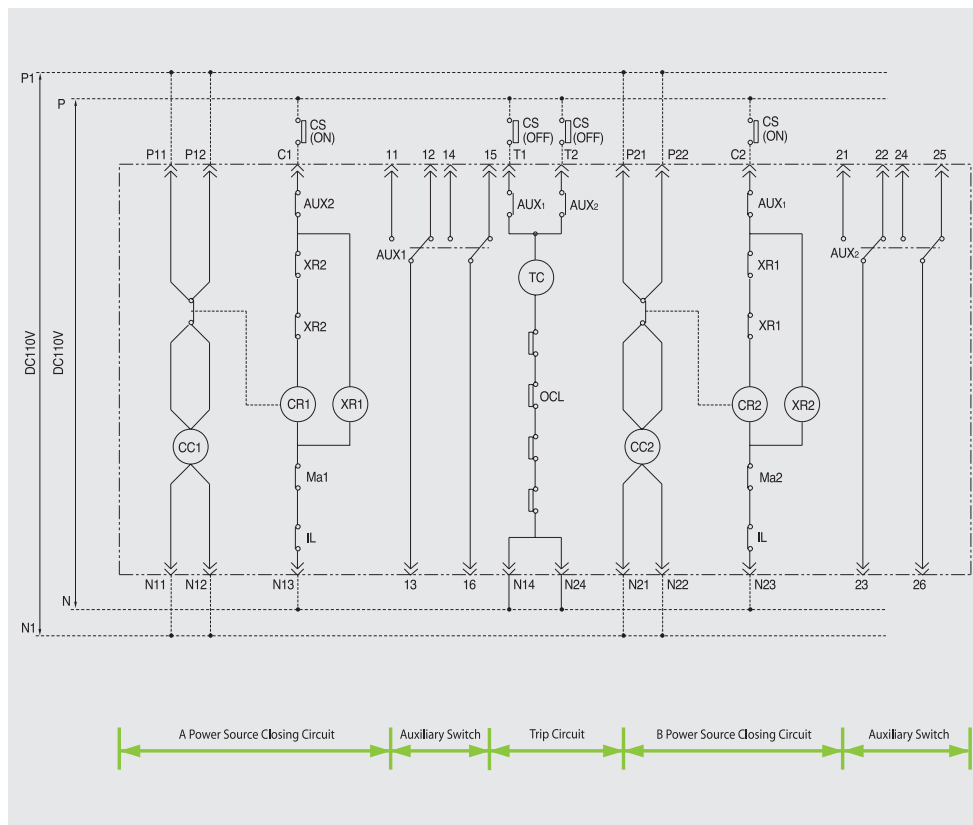 P1
P
CS
(ON)
CS
(OFF)
CS
(OFF)
CS
(ON)
P11
P12
C1
11
12
14
15
T1
T2
P21
P22
C2
21
22
24
25
AUX2
AUX1
AUX2
AUX1
AUX1
AUX2
XR2
XR1
TC
XR2
XR1
DC110V
DC110V
OCL
CR1
XR1
CR2
XR2
CC1
CC2
Ma1
Ma2
IL
IL
N11
N12
N13
13
16
N14
N24
N21
N22
N23
23
26
N
N1
A Power Source Closing Circuit
Auxiliary Switch
Trip Circuit
B Power Source Closing Circuit
Auxiliary Switch